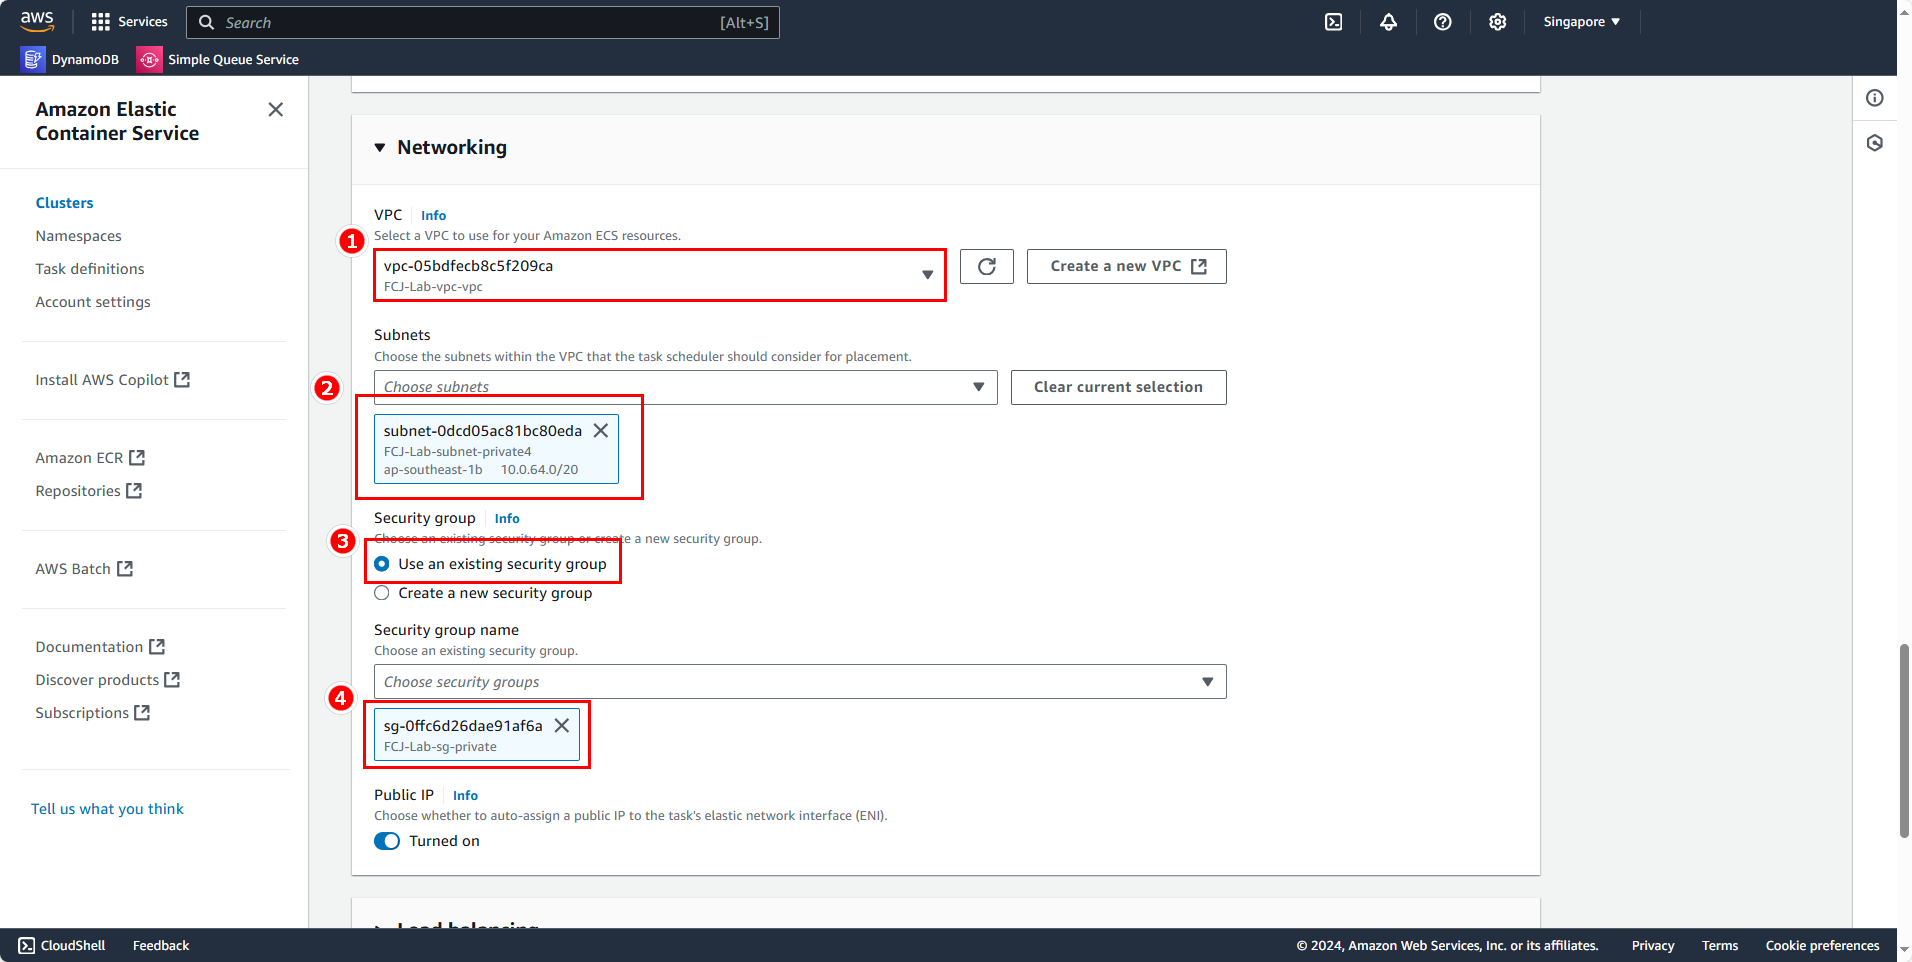 aws
Services
Search
[Alt+S]
Singapore
DynamoDB
Simple Queue Service
Amazon Elastic
Container Service
Clusters
Namespaces
Task definitions
Account settings
Install AWS Copilot
Amazon ECR
Repositories
AWS Batch
Documentation
Discover products
Subscriptions
Tell us what you think
Networking
VPC Info
Select a VPC to use for your Amazon ECS resources.
1
vpc-05bdfecb8c5f209ca
FCJ-Lab-vpc-vpc
Create a new VPC
Subnets
Choose the subnets within the VPC that the task scheduler should consider for placement.
2
Choose subnets
Clear current selection
subnet-0dcd05ac81bc80eda
FCJ-Lab-subnet-private4
ap-southeast-1b 10.0.64.0/20
Security group Info
Choose an existing security group or create a new security group.
3
Use an existing security group
Create a new security group
Security group name
Choose an existing security group.
Choose security groups
4
sg-0ffc6d26dae91af6a
FCJ-Lab-sg-private
Public IP Info
Choose whether to auto-assign a public IP to the task's elastic network interface (ENI).
Turned on
Load balancing
CloudShell
Feedback
© 2024, Amazon Web Services, Inc. or its affiliates.
Privacy
Terms
Cookie preferences